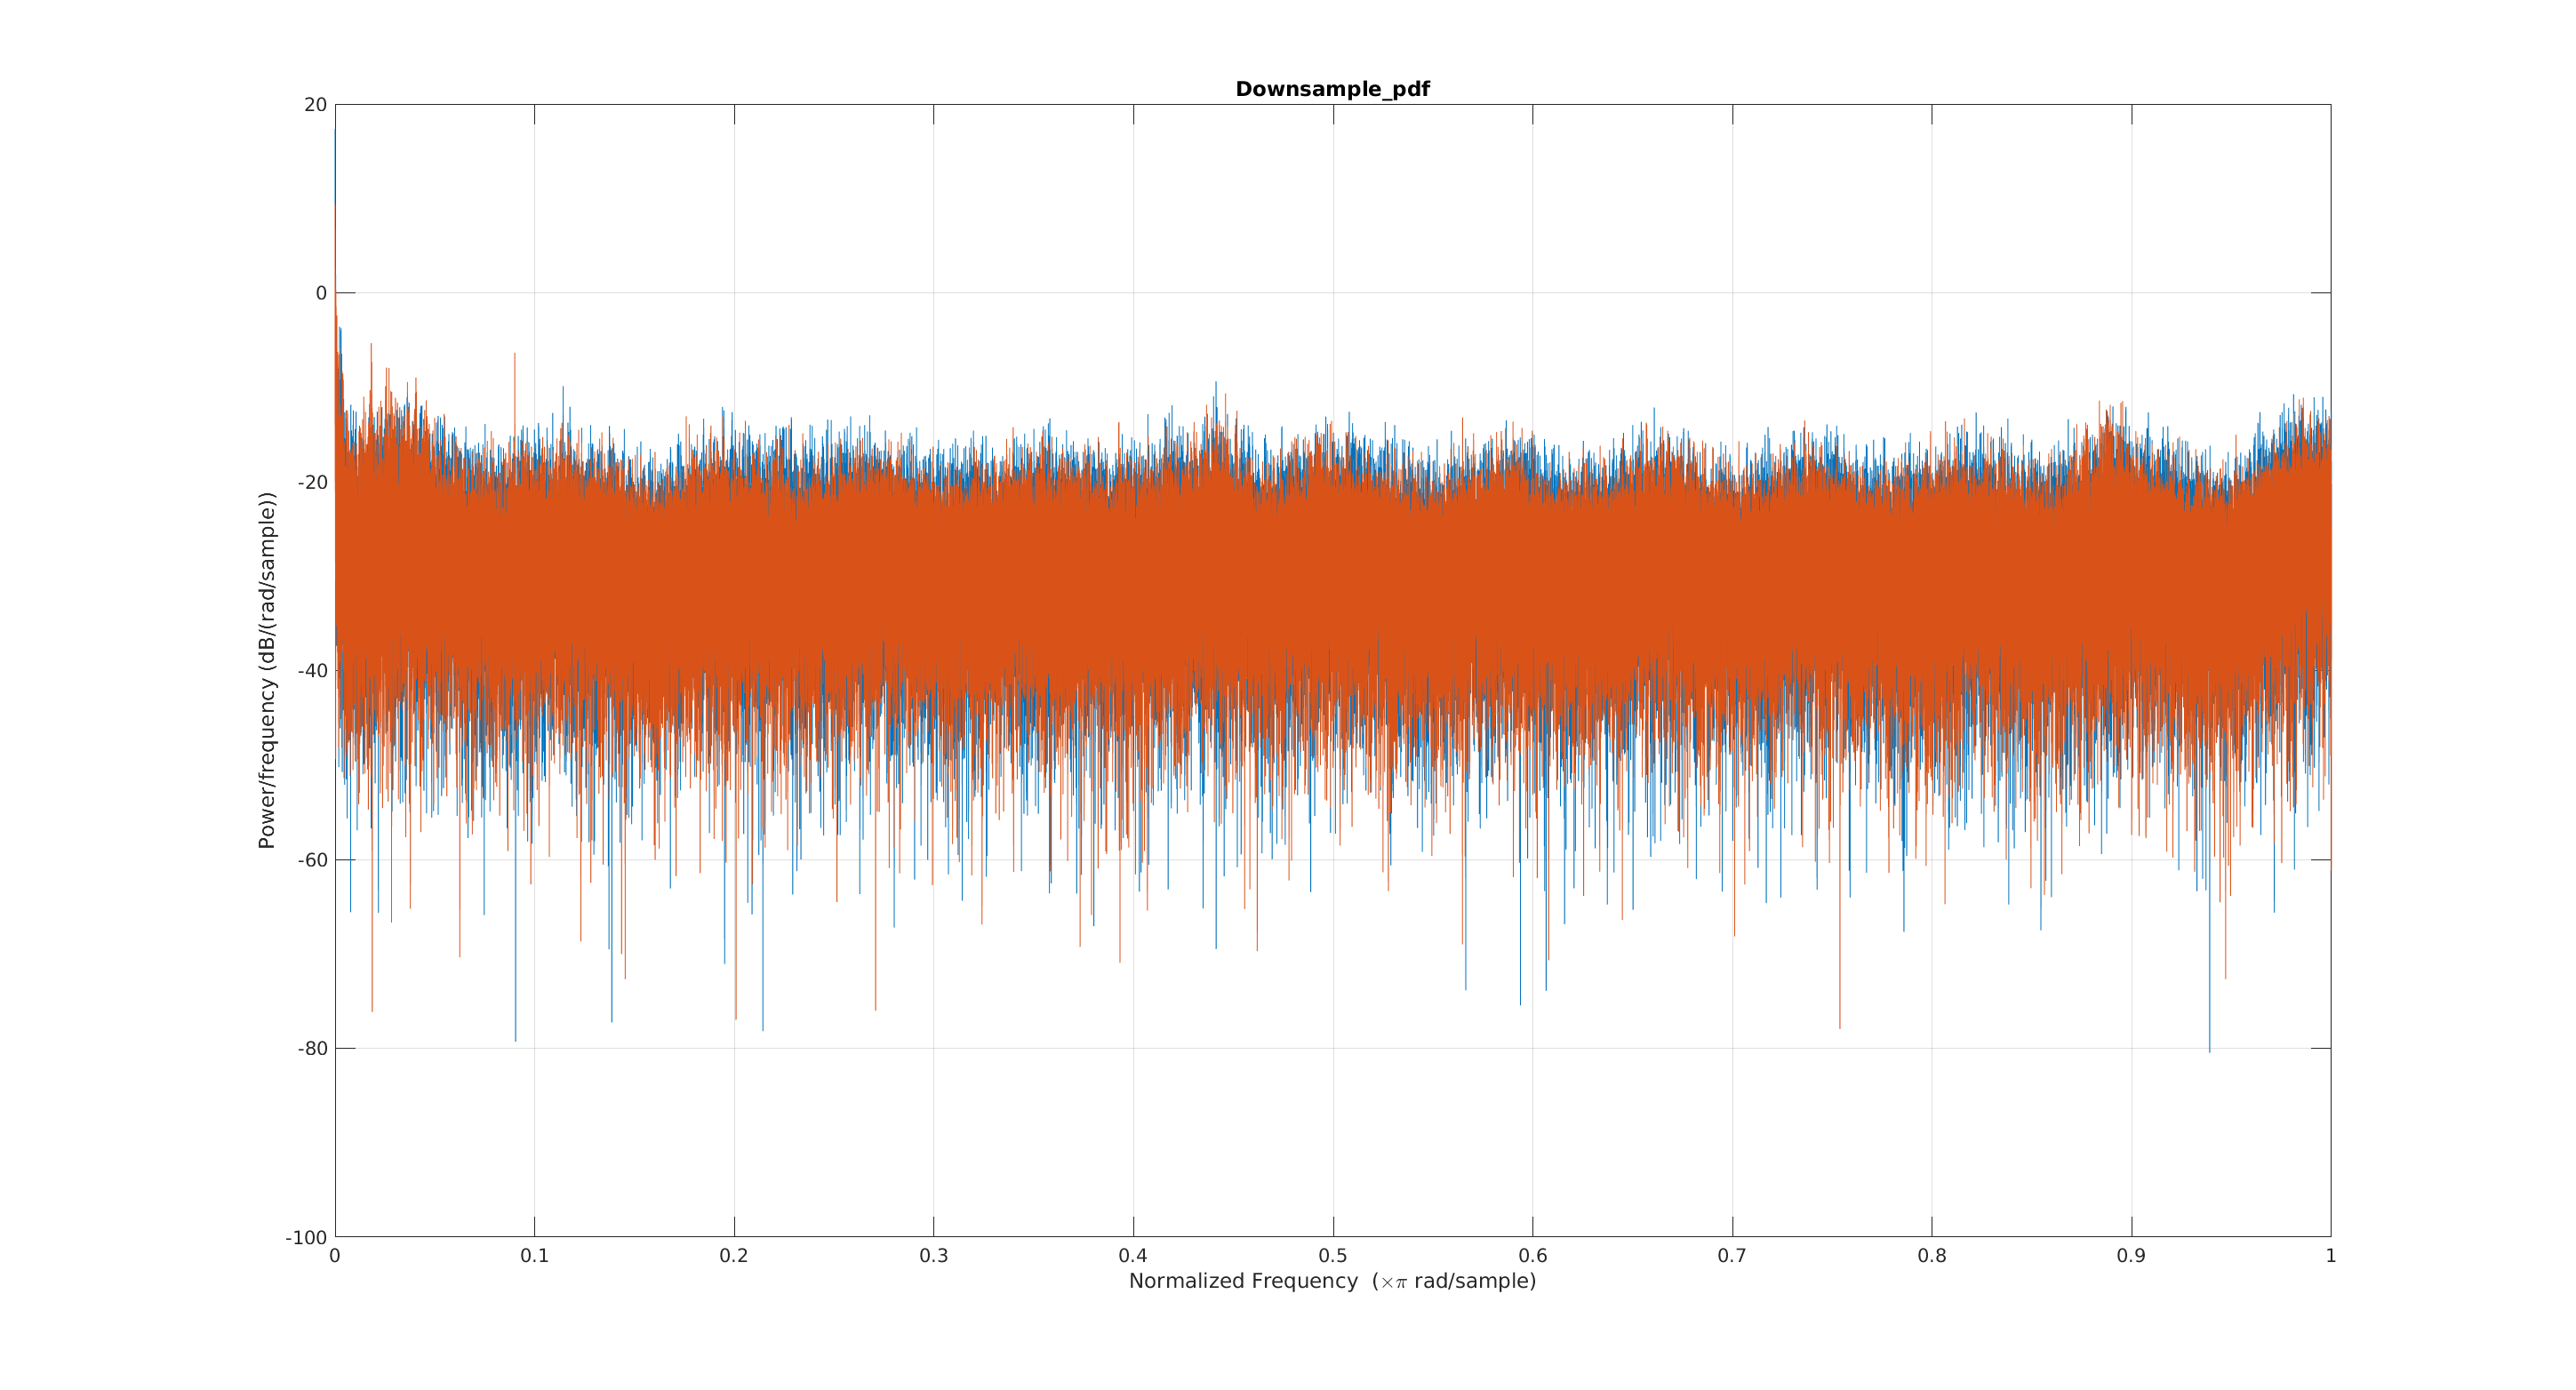 Downsample_pdf
20
0
-20
-40
-60
-80
-100
Power/frequency (dB/(rad/sample))
0 0.1 0.2 0.3 0.4 0.5 0.6 0.7 0.8 0.9 1
Normalized Frequency (×π rad/sample)